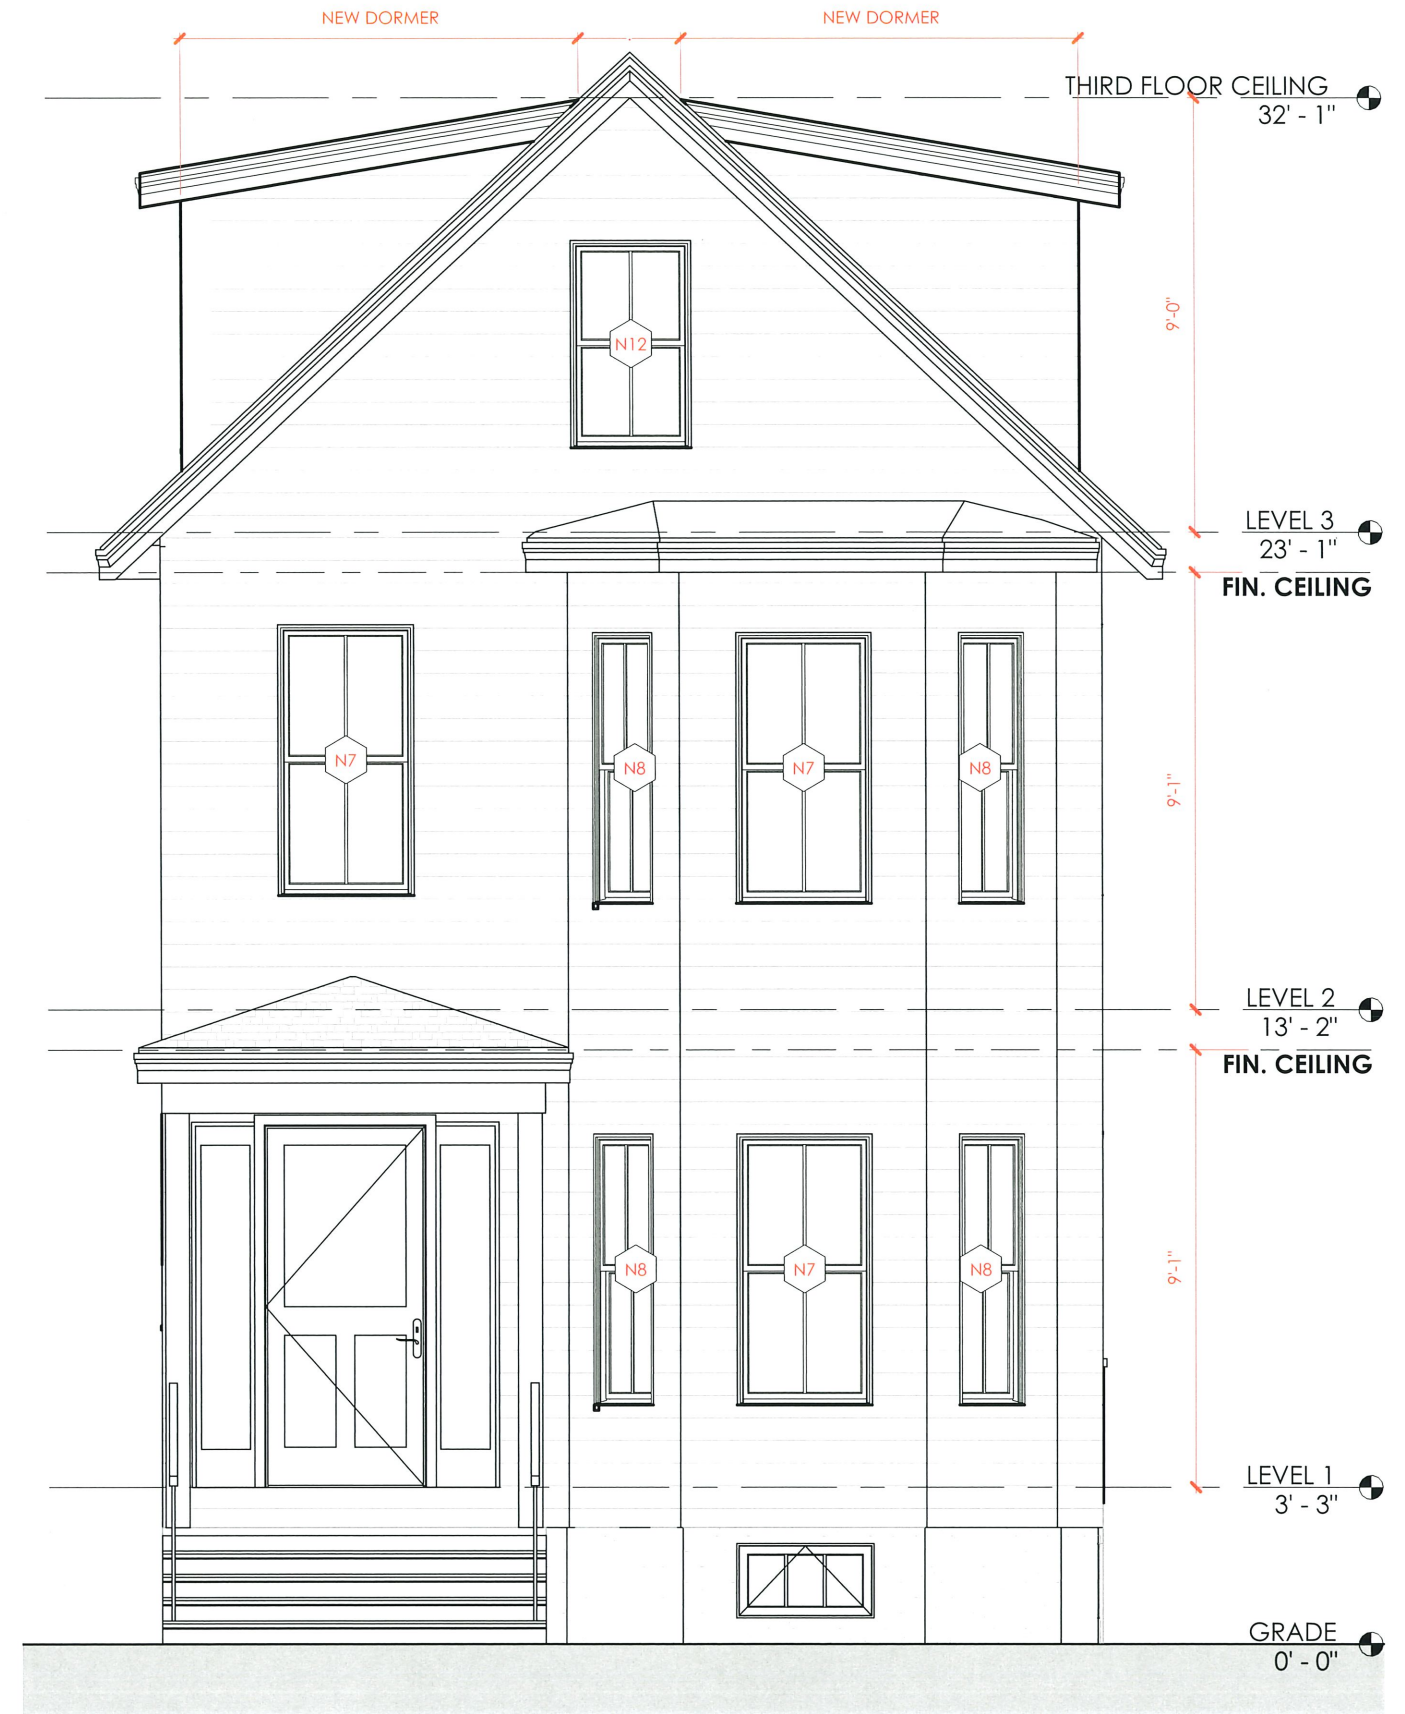 NEW DORMER
NEW DORMER
THIRD FLOOR CEILING
32' - 1"
9'-0"
N12
LEVEL 3
23' - 1"
FIN. CEILING
N7
N8
N7
N8
9'-1"
LEVEL 2
13' - 2"
FIN. CEILING
N8
N7
N8
9'-1"
LEVEL 1
3' - 3"
GRADE
0' - 0"